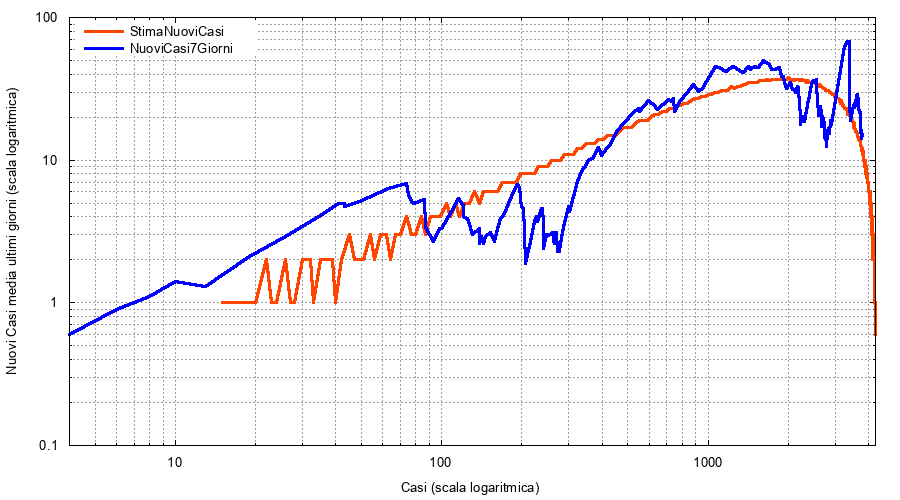 100
StimaNuoviCasi
NuoviCasi7Giorni
10
1
0.1
10
100
1000
Nuovi Casi media ultimi giorni (scala logaritmica)
Casi (scala logaritmica)